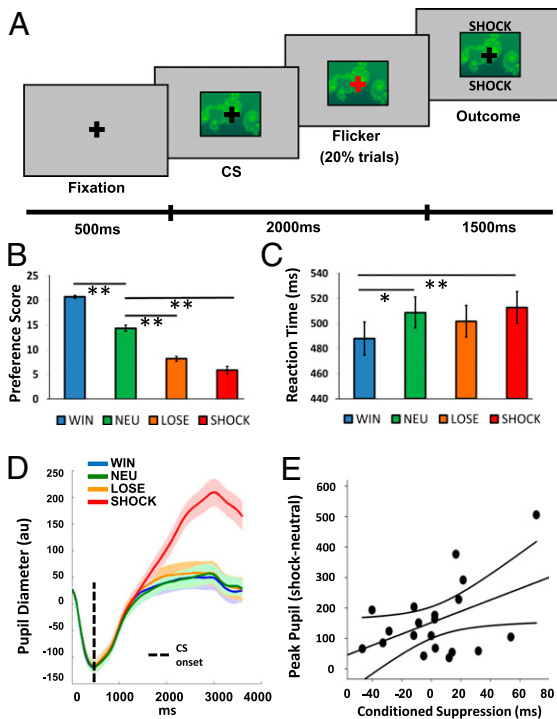 A
SHOCK
SHOCK
Outcome
Flicker
(20% trials)
CS
Fixation
500ms 2000ms 1500ms
B
Preference Score
25
20
15
10
5
0
**
**
**
WIN NEU LOSE SHOCK
C
Reaction Time (ms)
540
520
500
480
460
440
**
*
WIN NEU LOSE SHOCK
D
WIN
NEU
LOSE
SHOCK
Pupil Diameter (au)
250
200
150
100
50
0
-50
-100
-150
CS
onset
0 1000 2000 3000 4000
ms
E
Peak Pupil (shock-neutral)
600
500
400
300
200
100
0
0 -40 -20 0 20 40 60 80
Conditioned Suppression (ms)